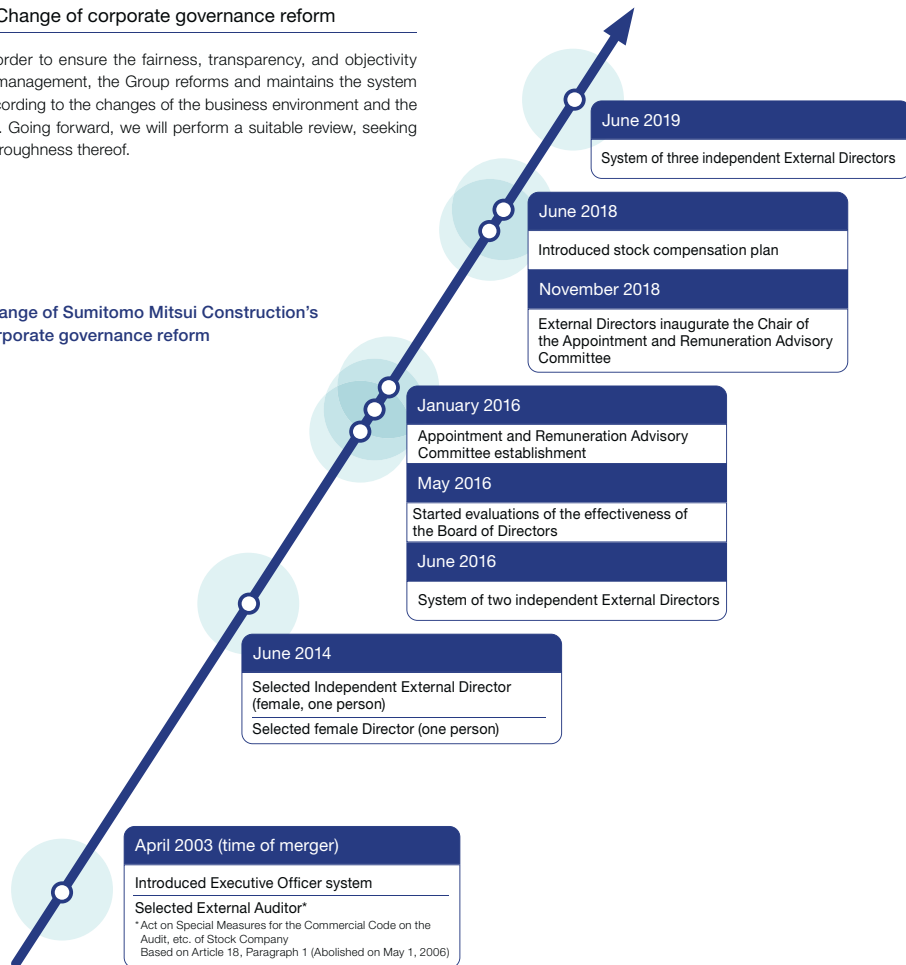 Change of corporate governance reform
order to ensure the fairness, transparency, and objectivity
management, the Group reforms and maintains the system
cording to the changes of the business environment and the
. Going forward, we will perform a suitable review, seeking
roughness thereof.
June 2019
System of three independent External Directors
June 2018
Introduced stock compensation plan
November 2018
External Directors inaugurate the Chair of
the Appointment and Remuneration Advisory
Committee
ange of Sumitomo Mitsui Construction's
rporate governance reform
January 2016
Appointment and Remuneration Advisory
Committee establishment
May 2016
Started evaluations of the effectiveness of
the Board of Directors
June 2016
System of two independent External Directors
June 2014
Selected Independent External Director
(female, one person)
Selected female Director (one person)
April 2003 (time of merger)
Introduced Executive Officer system
Selected External Auditor*
*Act on Special Measures for the Commercial Code on the
Audit, etc. of Stock Company
Based on Article 18, Paragraph 1 (Abolished on May 1, 2006)